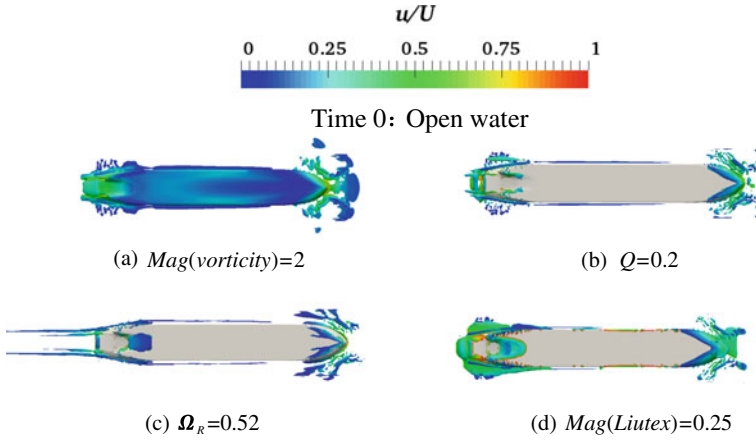 u/U
0 0.25 0.5 0.75 1
Time 0: Open water
(a) Mag(vorticity)=2
(b) Q=0.2
(c) Ω_R=0.52
(d) Mag(Liutex)=0.25